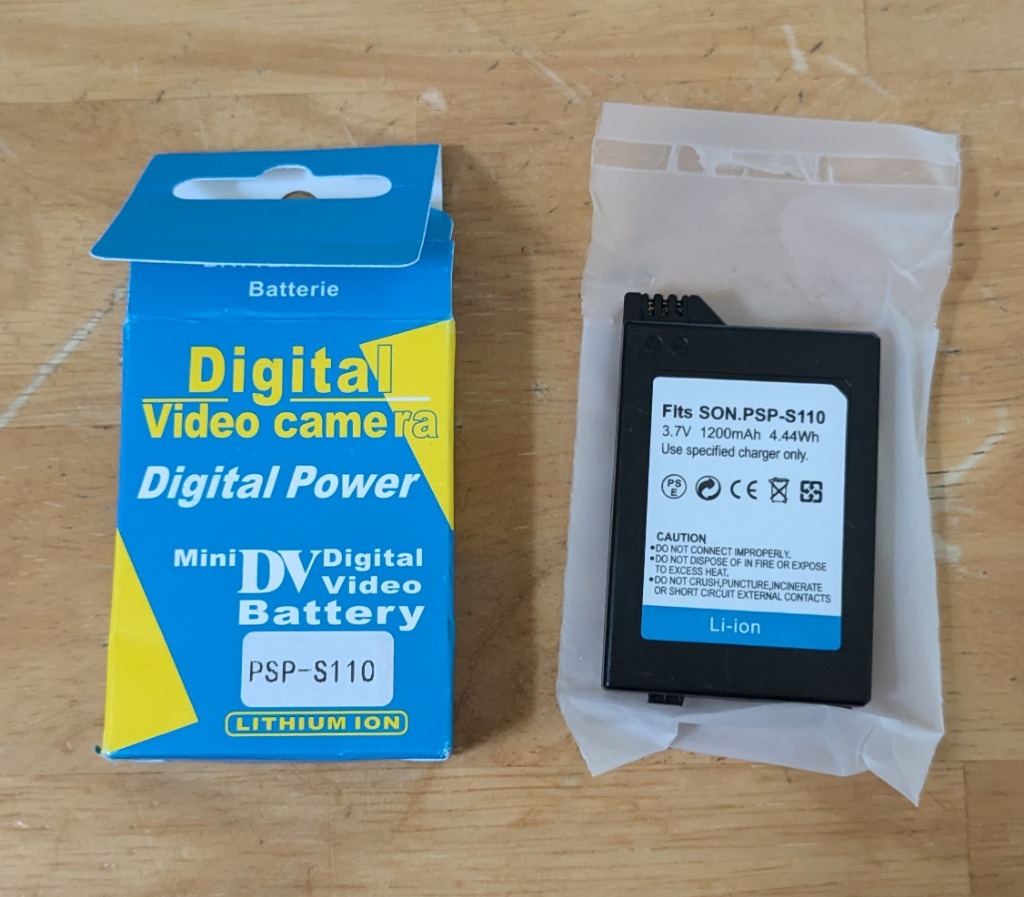 Batterie
Digital
Video camera
Digital Power
Mini DV Digital
Video
Battery
PSP-S110
LITHIUM ION
Fits SON.PSP-S110
3.7V 1200mAh 4.44Wh
Use specified charger only.
PS
E
CE
CAUTION
•DO NOT CONNECT IMPROPERLY.
•DO NOT DISPOSE OF IN FIRE OR EXPOSE
TO EXCESS HEAT.
•DO NOT CRUSH,PUNCTURE,INCINERATE
OR SHORT CIRCUIT EXTERNAL CONTACTS
Li-ion